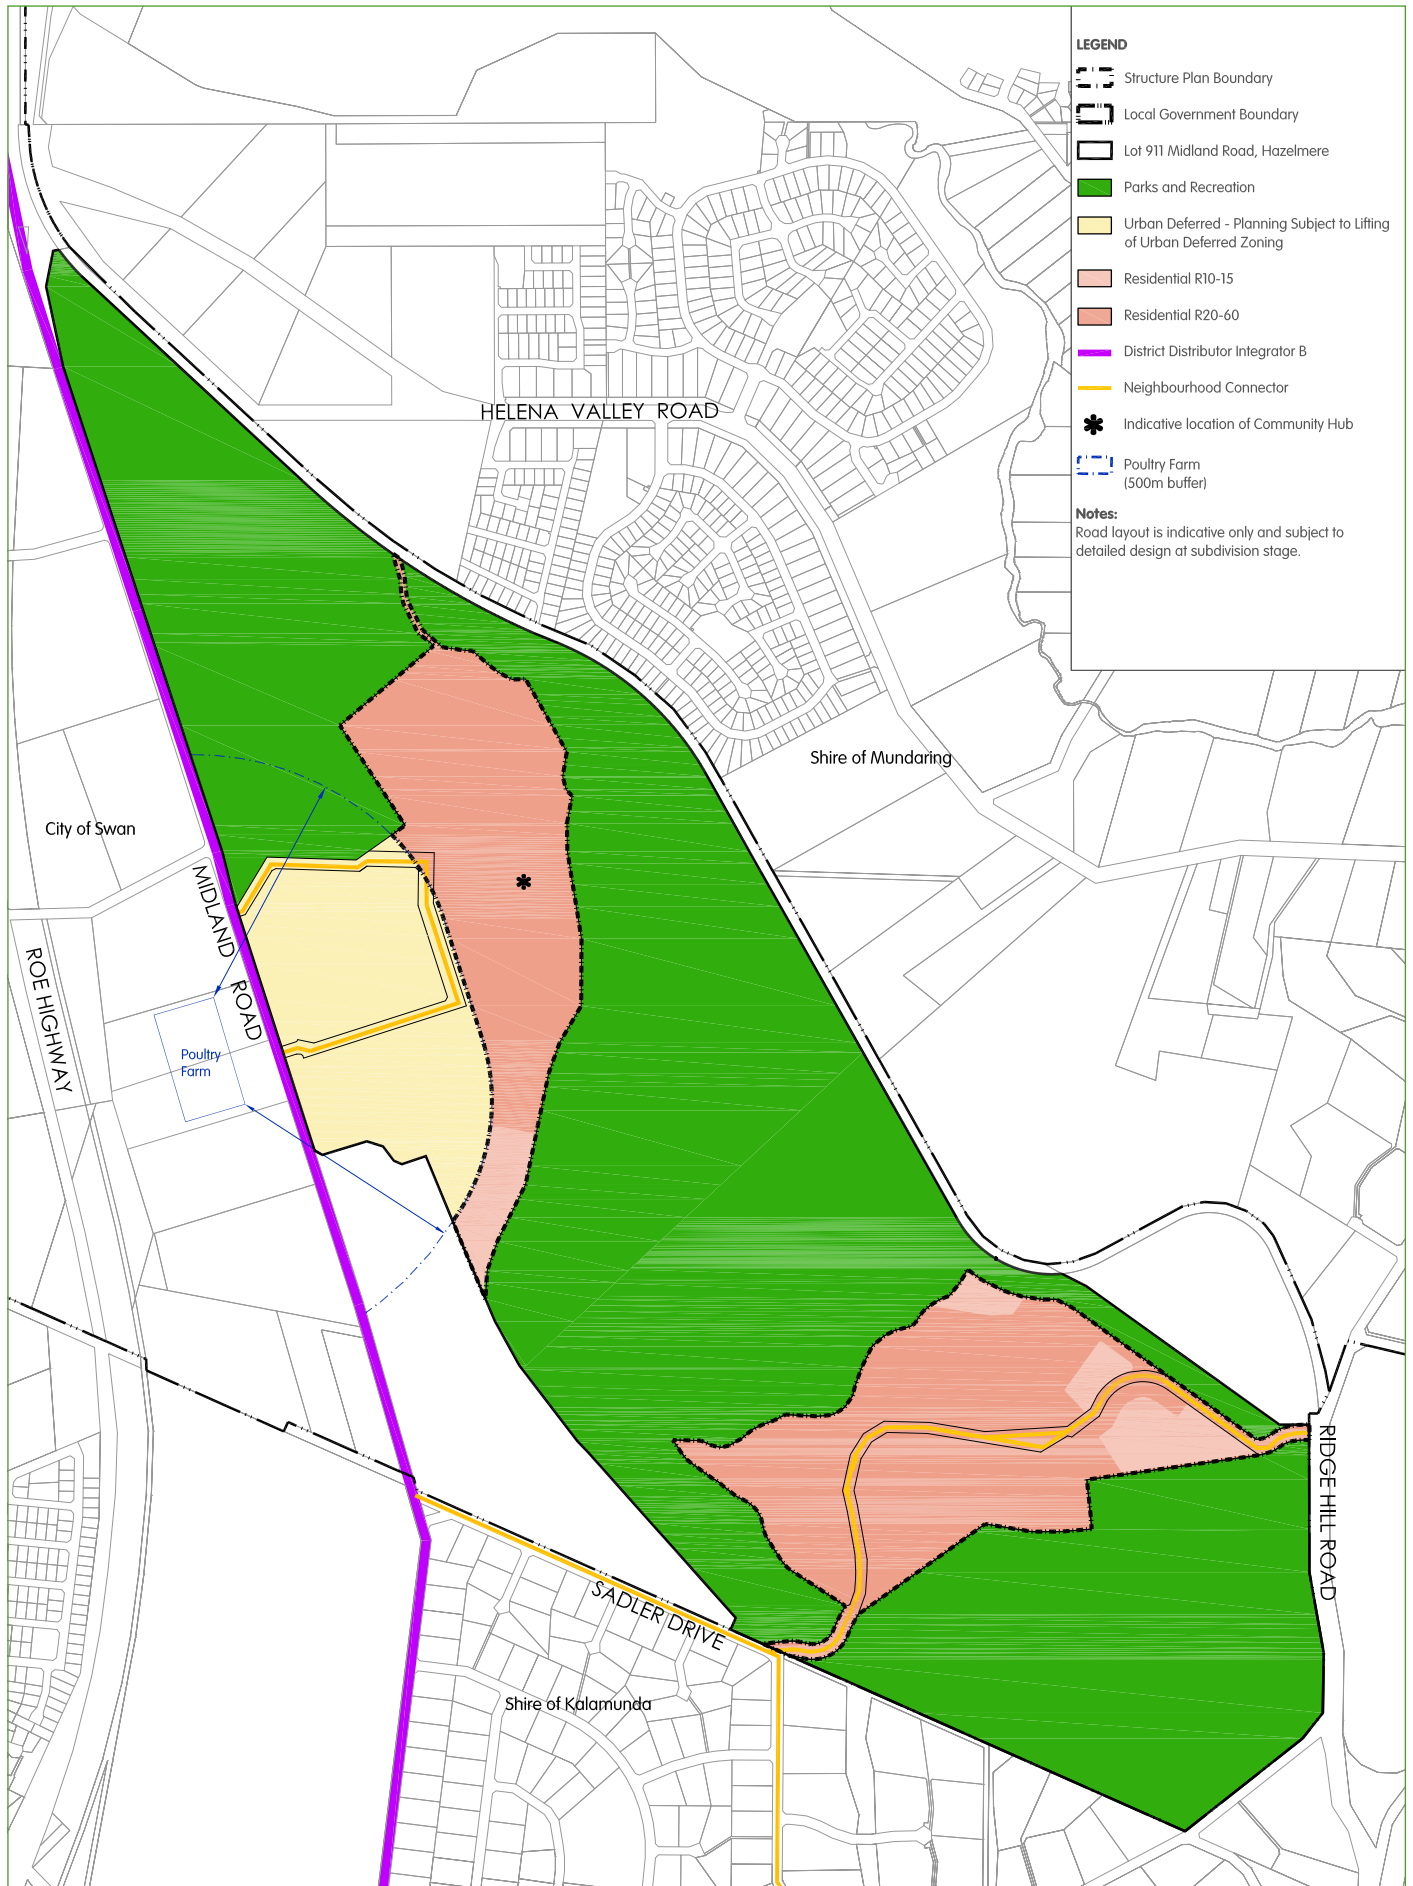 LEGEND
Structure Plan Boundary
Local Government Boundary
Lot 911 Midland Road, Hazelmere
Parks and Recreation
Urban Deferred - Planning Subject to Lifting
of Urban Deferred Zoning
Residential R10-15
Residential R20-60
District Distributor Integrator B
Neighbourhood Connector
Indicative location of Community Hub
Poultry Farm
(500m buffer)
Notes:
Road layout is indicative only and subject to
detailed design at subdivision stage.
HELENA VALLEY ROAD
Shire of Mundaring
City of Swan
MIDLAND ROAD
ROE HIGHWAY
Poultry
Farm
RIDGE HILL ROAD
SADLER DRIVE
Shire of Kalamunda